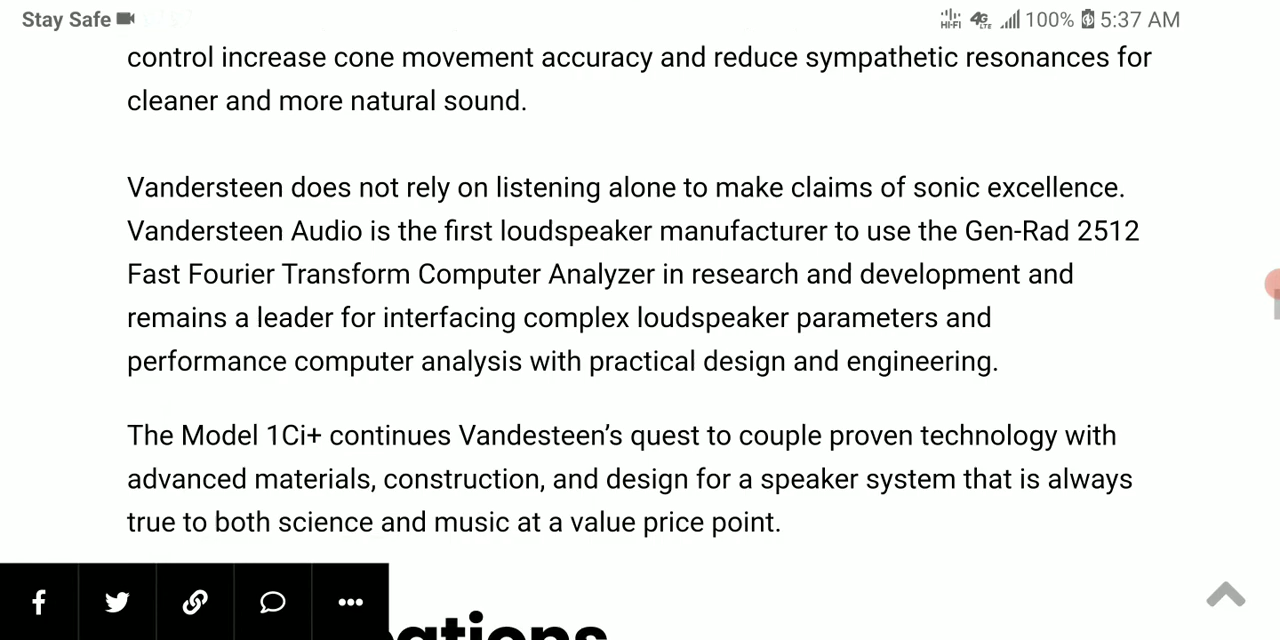 Stay Safe
HI-FI 4G LTE 100% 5:37 AM
control increase cone movement accuracy and reduce sympathetic resonances for
cleaner and more natural sound.
Vandersteen does not rely on listening alone to make claims of sonic excellence.
Vandersteen Audio is the first loudspeaker manufacturer to use the Gen-Rad 2512
Fast Fourier Transform Computer Analyzer in research and development and
remains a leader for interfacing complex loudspeaker parameters and
performance computer analysis with practical design and engineering.
The Model 1Ci+ continues Vandesteen’s quest to couple proven technology with
advanced materials, construction, and design for a speaker system that is always
true to both science and music at a value price point.